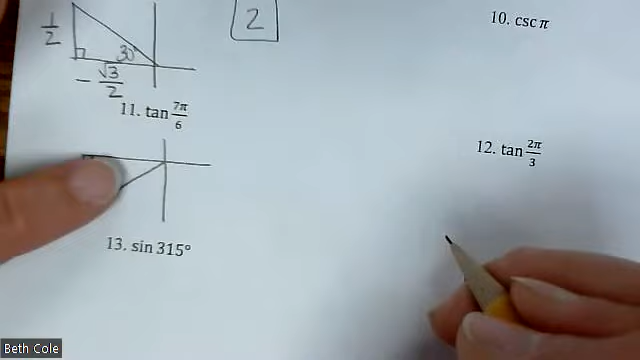 1/2
30°
- √3/2
2
10. csc π
11. tan 7π/6
12. tan 2π/3
13. sin 315°
Beth Cole